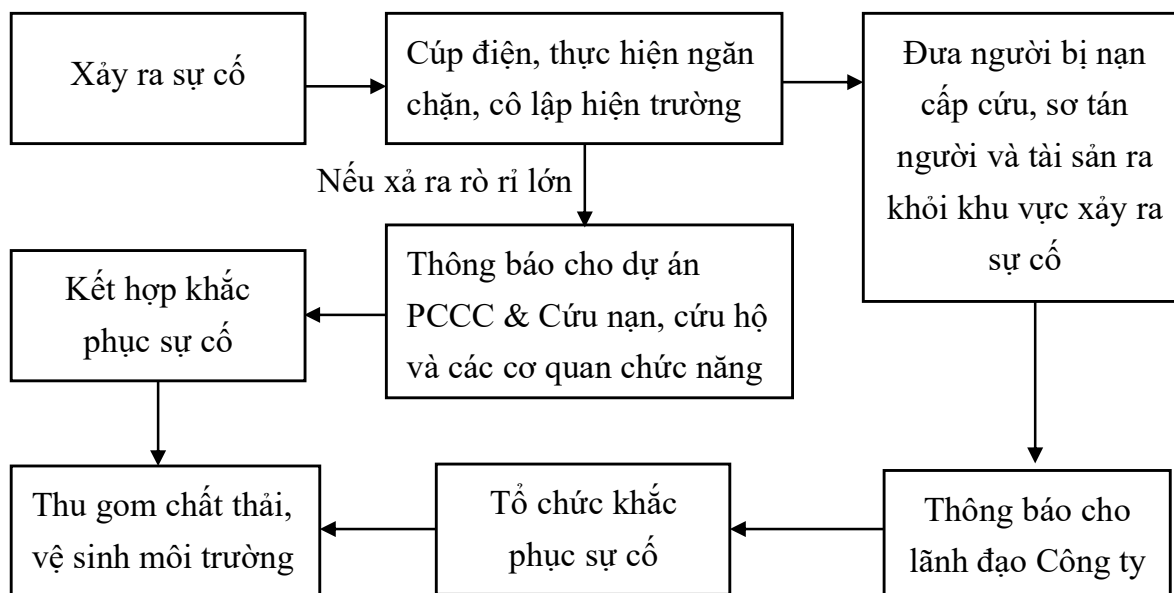 Xảy ra sự cố
Cúp điện, thực hiện ngăn
chặn, cô lập hiện trường
Đưa người bị nạn
cấp cứu, sơ tán
người và tài sản ra
khỏi khu vực xảy ra
sự cố
Nếu xả ra rò rỉ lớn
Thông báo cho dự án
PCCC & Cứu nạn, cứu hộ
và các cơ quan chức năng
Kết hợp khắc
phục sự cố
Thu gom chất thải,
vệ sinh môi trường
Tổ chức khắc
phục sự cố
Thông báo cho
lãnh đạo Công ty